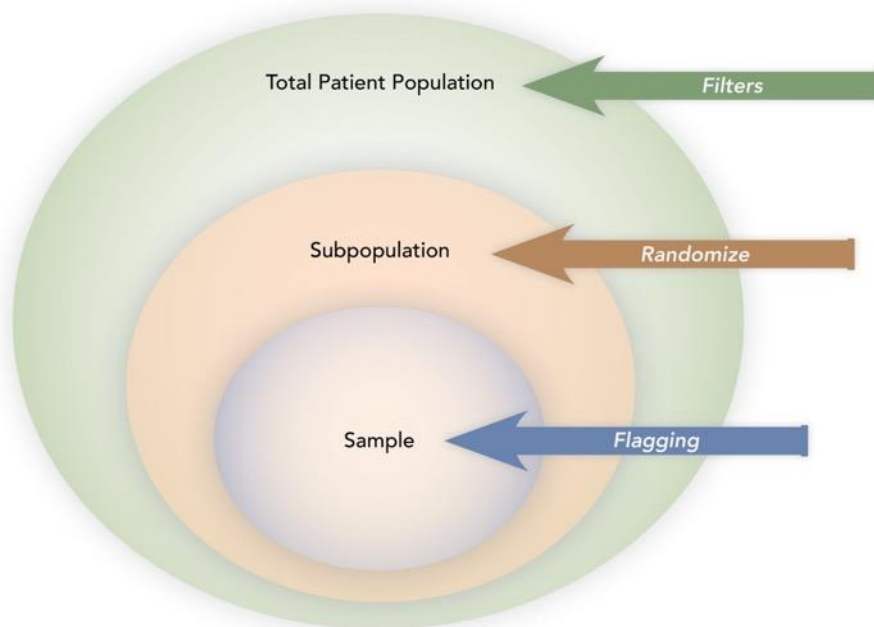 Total Patient Population
Filters
Subpopulation
Randomize
Sample
Flagging